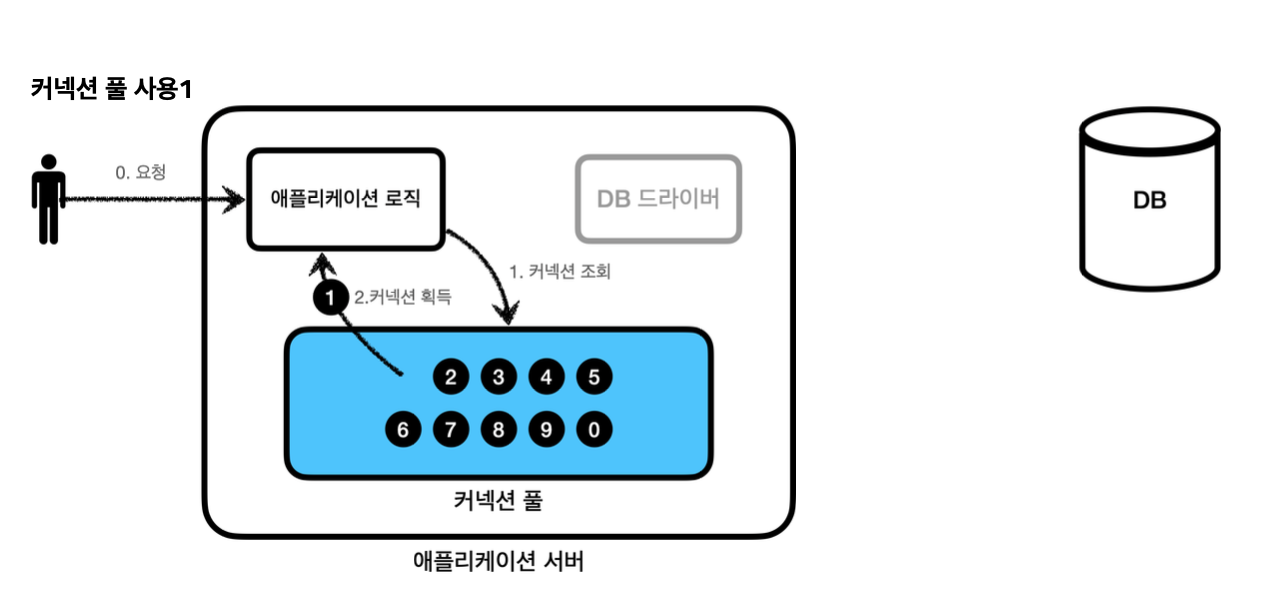 커넥션 풀 사용1
0. 요청
애플리케이션 로직
DB 드라이버
DB
1. 커넥션 조회
1
2.커넥션 획득
2 3 4 5
6 7 8 9 0
커넥션 풀
애플리케이션 서버